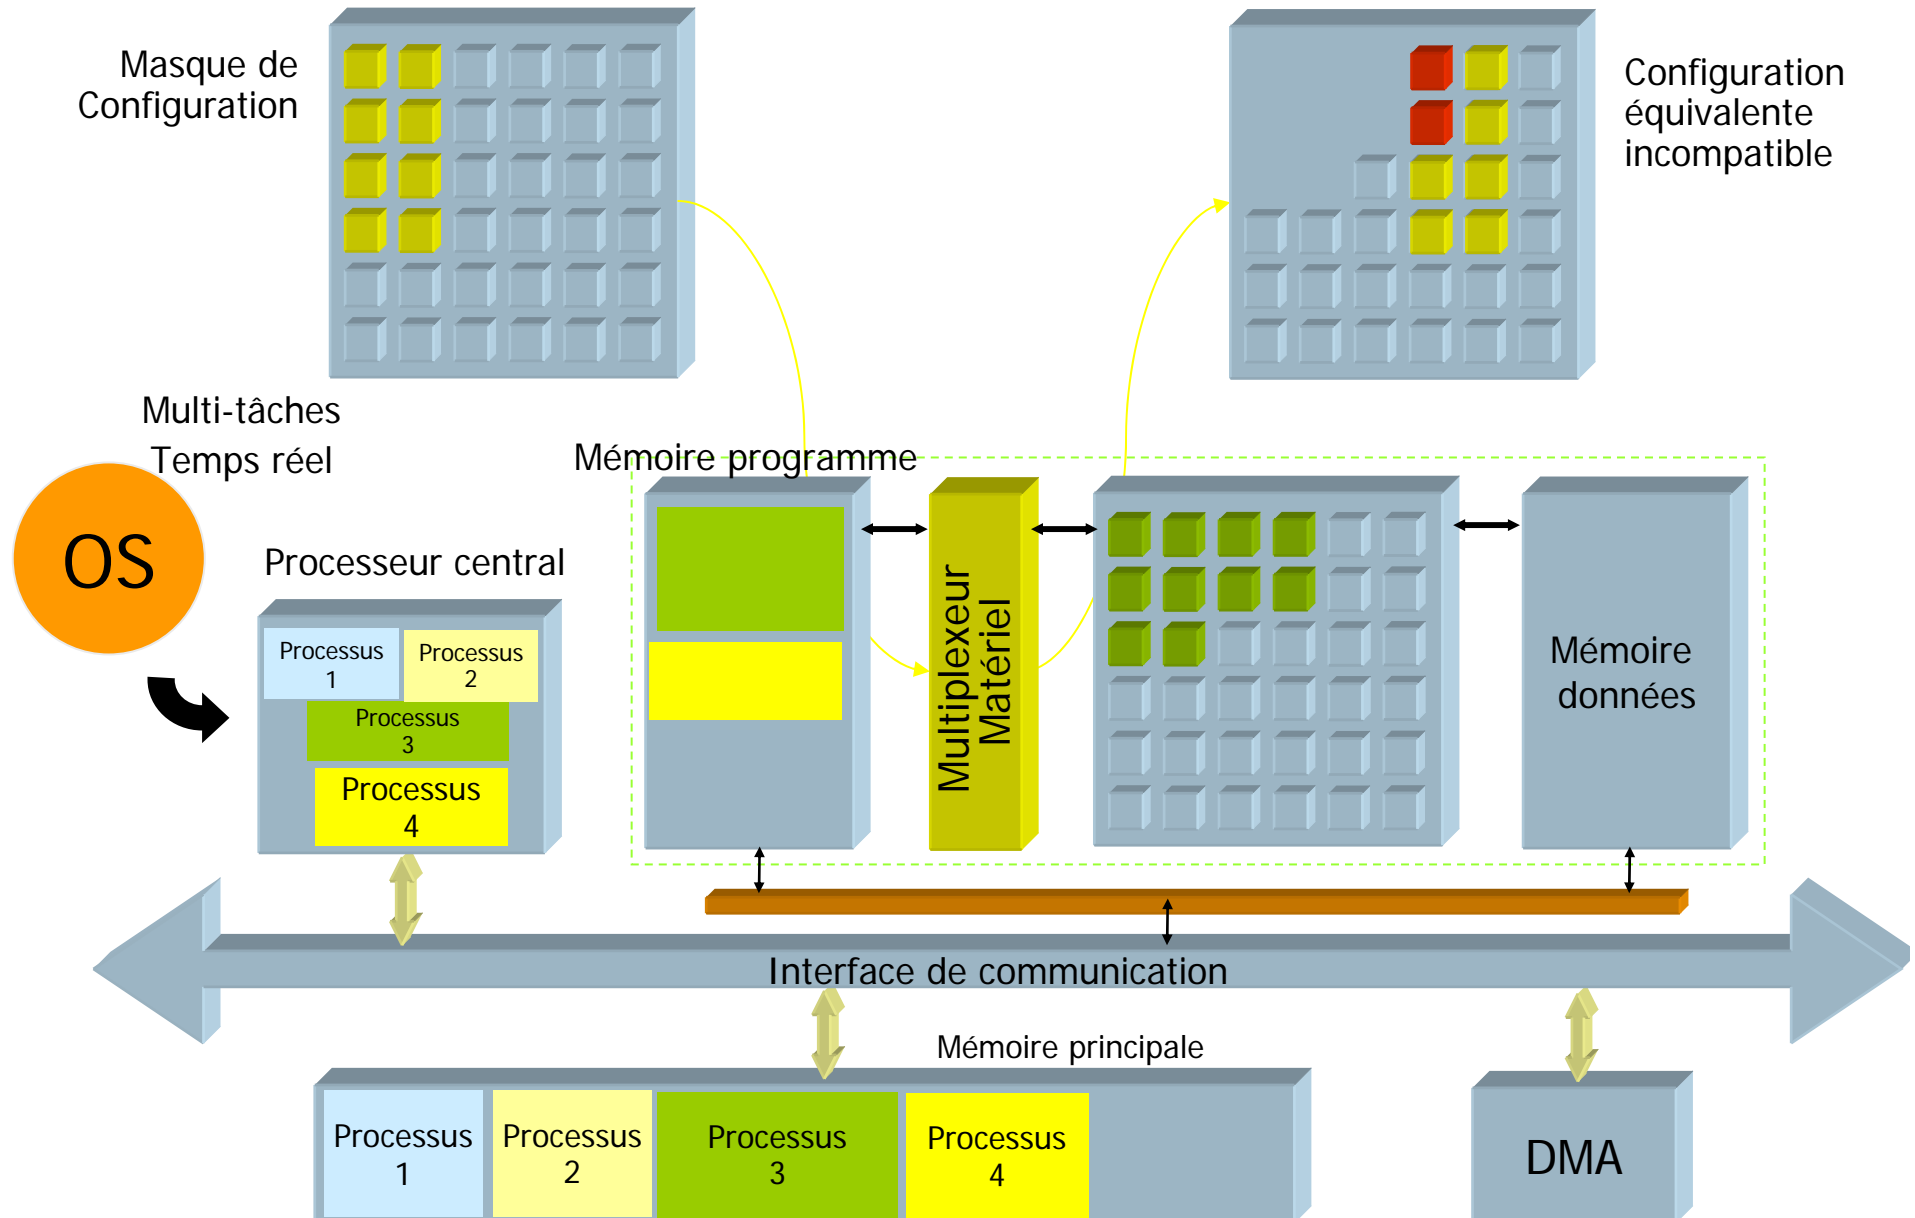 Masque de
Configuration
Configuration
équivalente
incompatible
Multi-tâches
Temps réel
OS
Mémoire programme
Processeur central
Processus
1
Processus
2
Processus
3
Processus
4
Multiplexeur
Matériel
Mémoire
données
Interface de communication
Mémoire principale
Processus
1
Processus
2
Processus
3
Processus
4
DMA